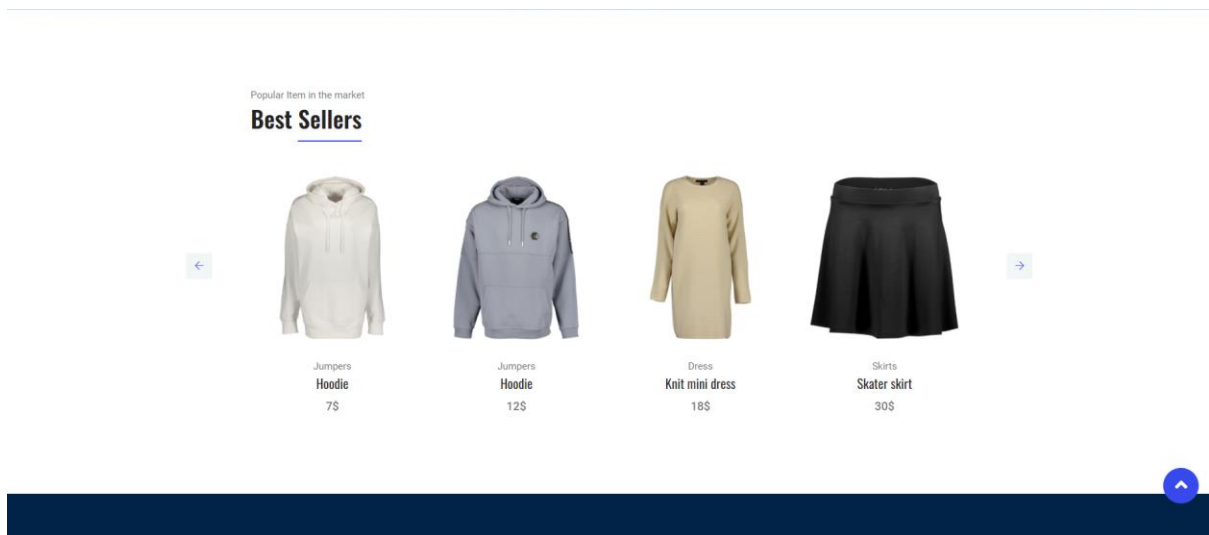 Popular Item in the market
Best Sellers
Jumpers
Hoodie
7$
Jumpers
Hoodie
12$
Dress
Knit mini dress
18$
Skirts
Skater skirt
30$